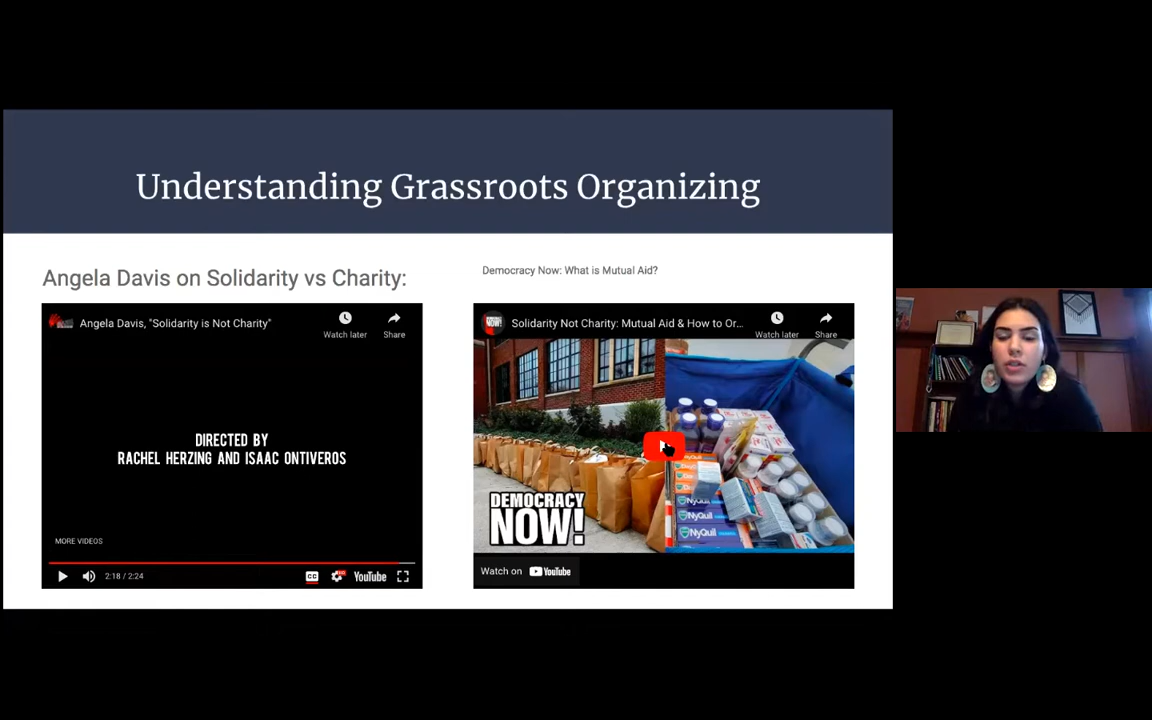 Understanding Grassroots Organizing
Angela Davis on Solidarity vs Charity:
Angela Davis, "Solidarity is Not Charity"
Watch later
Share
DIRECTED BY
RACHEL HERZING AND ISAAC ONTIVEROS
MORE VIDEOS
2:18 / 2:24
CC
HD
YouTube
Democracy Now: What is Mutual Aid?
Solidarity Not Charity: Mutual Aid & How to Or...
Watch later
Share
DEMOCRACY
NOW!
NyQuil
NyQuil
NyQuil
Watch on YouTube